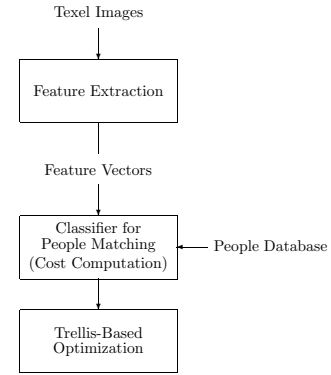 Texel Images
Feature Extraction
Feature Vectors
Classifier for
People Matching
(Cost Computation)
People Database
Trellis-Based
Optimization